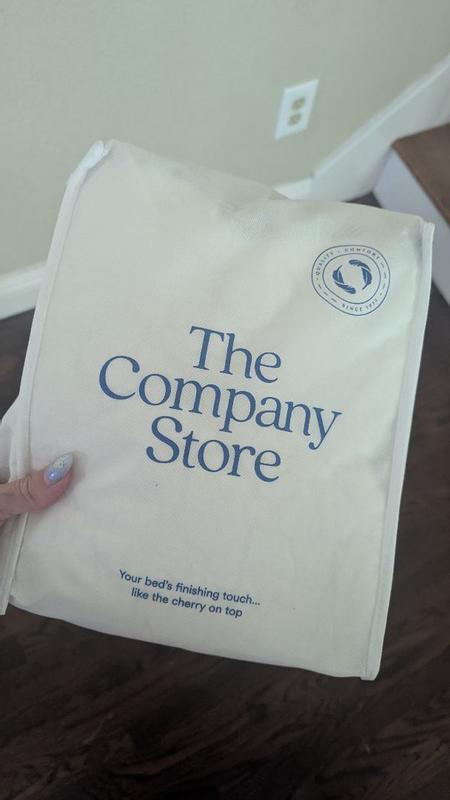 QUALITY • COMFORT
SINCE 1911
The
Company
Store
Your bed's finishing touch...
like the cherry on top